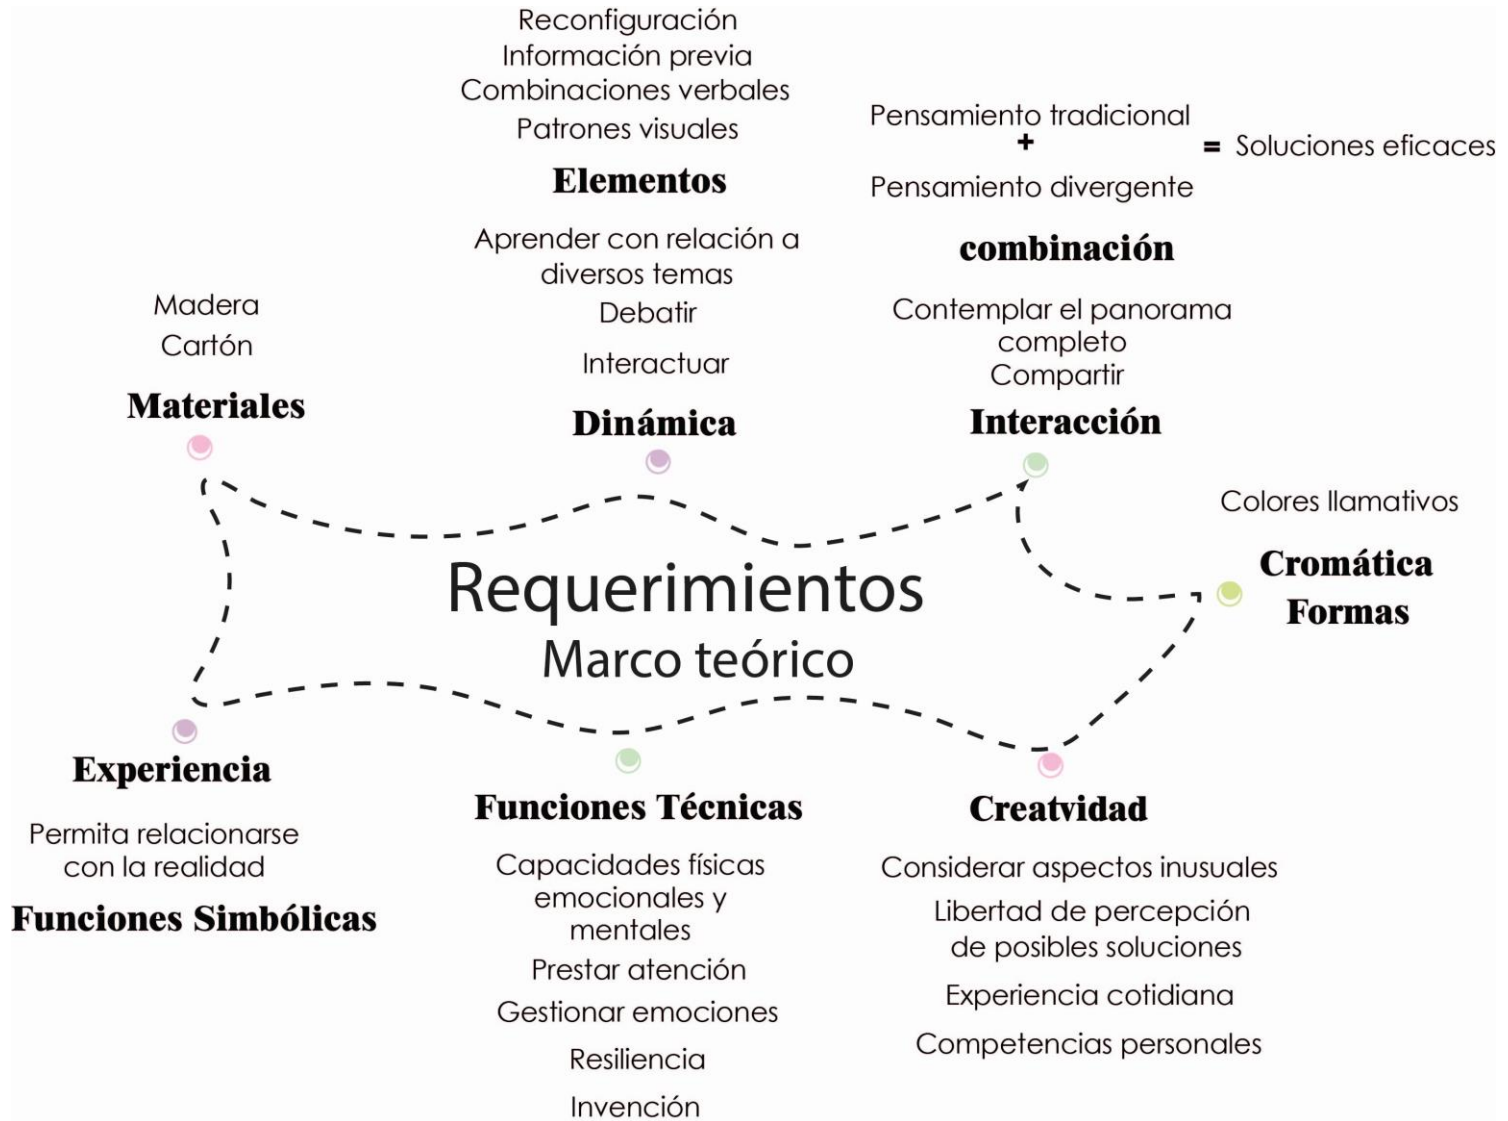 Reconfiguración
Información previa
Combinaciones verbales
Patrones visuales
Elementos
Aprender con relación a
diversos temas
Debatir
Interactuar
Dinámica
Pensamiento tradicional
+
= Soluciones eficaces
Pensamiento divergente
combinación
Contemplar el panorama
completo
Compartir
Interacción
Madera
Cartón
Materiales
Colores llamativos
Cromática
Formas
Requerimientos
Marco teórico
Experiencia
Permita relacionarse
con la realidad
Funciones Simbólicas
Funciones Técnicas
Capacidades físicas
emocionales y
mentales
Prestar atención
Gestionar emociones
Resiliencia
Invención
Creatvidad
Considerar aspectos inusuales
Libertad de percepción
de posibles soluciones
Experiencia cotidiana
Competencias personales